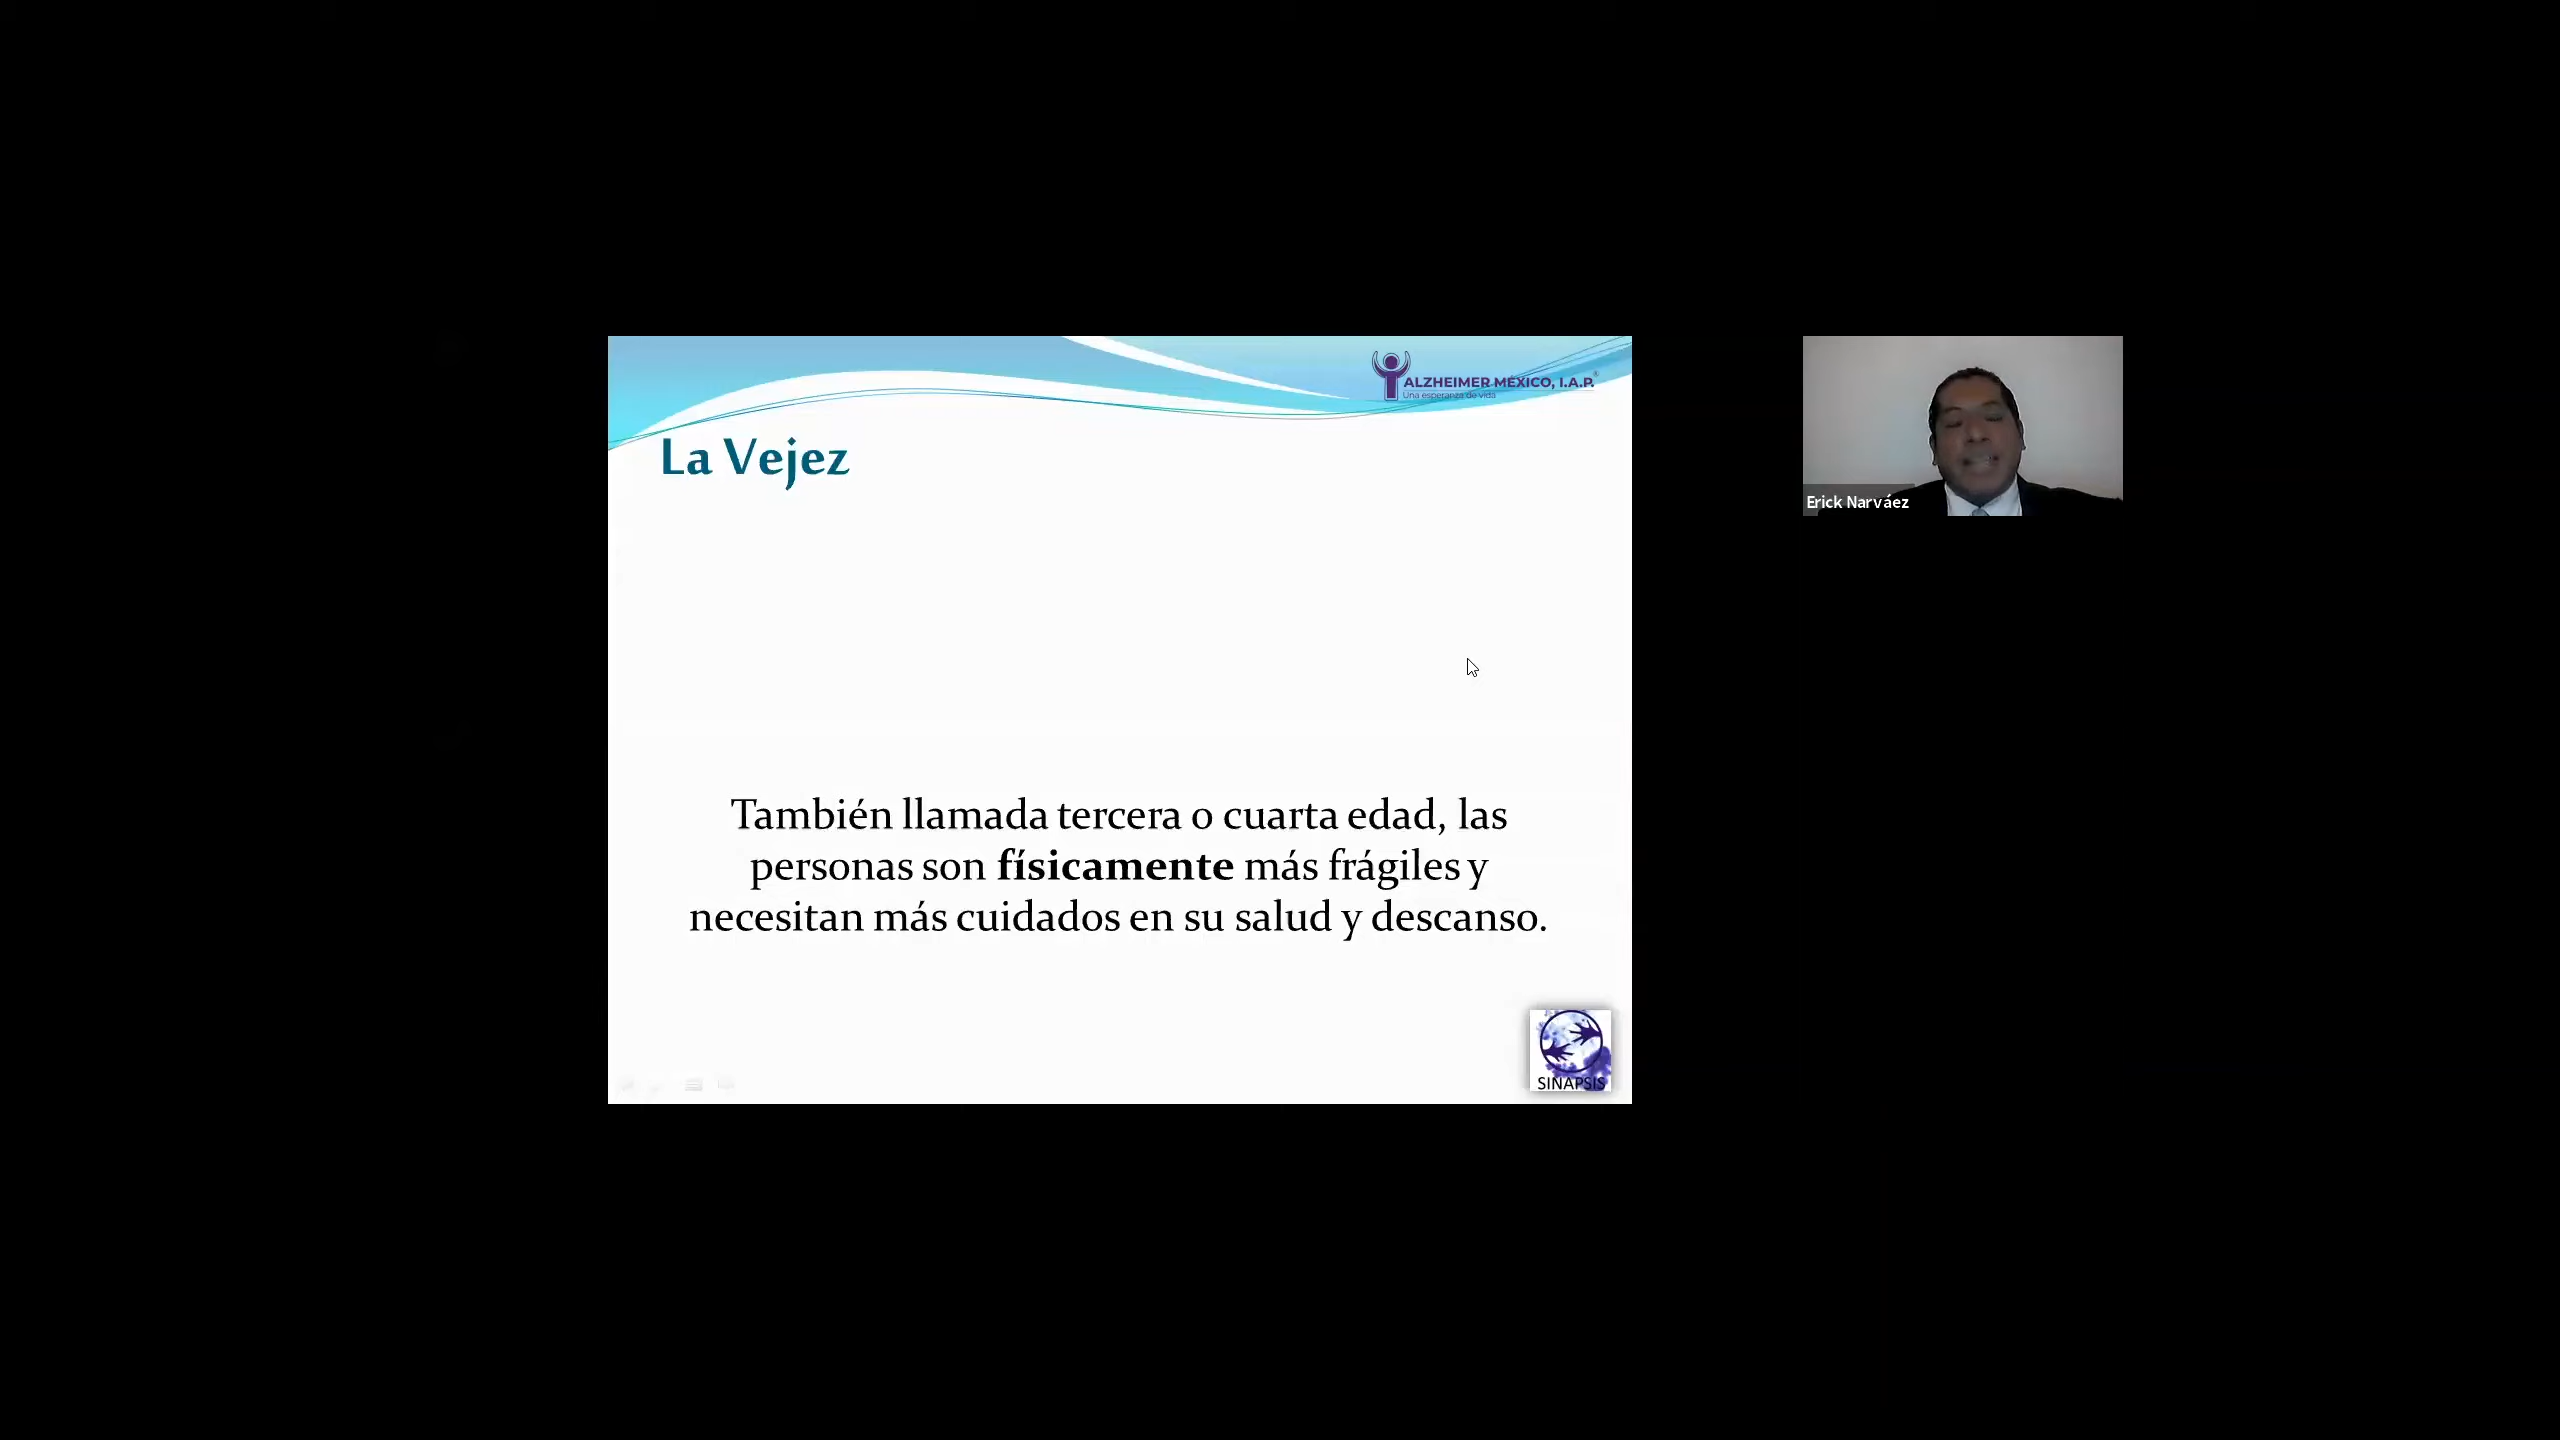 ALZHEIMER MÉXICO, I.A.P.®
Una esperanza de vida
La Vejez
Erick Narváez
También llamada tercera o cuarta edad, las
personas son físicamente más frágiles y
necesitan más cuidados en su salud y descanso.
SINAPSIS